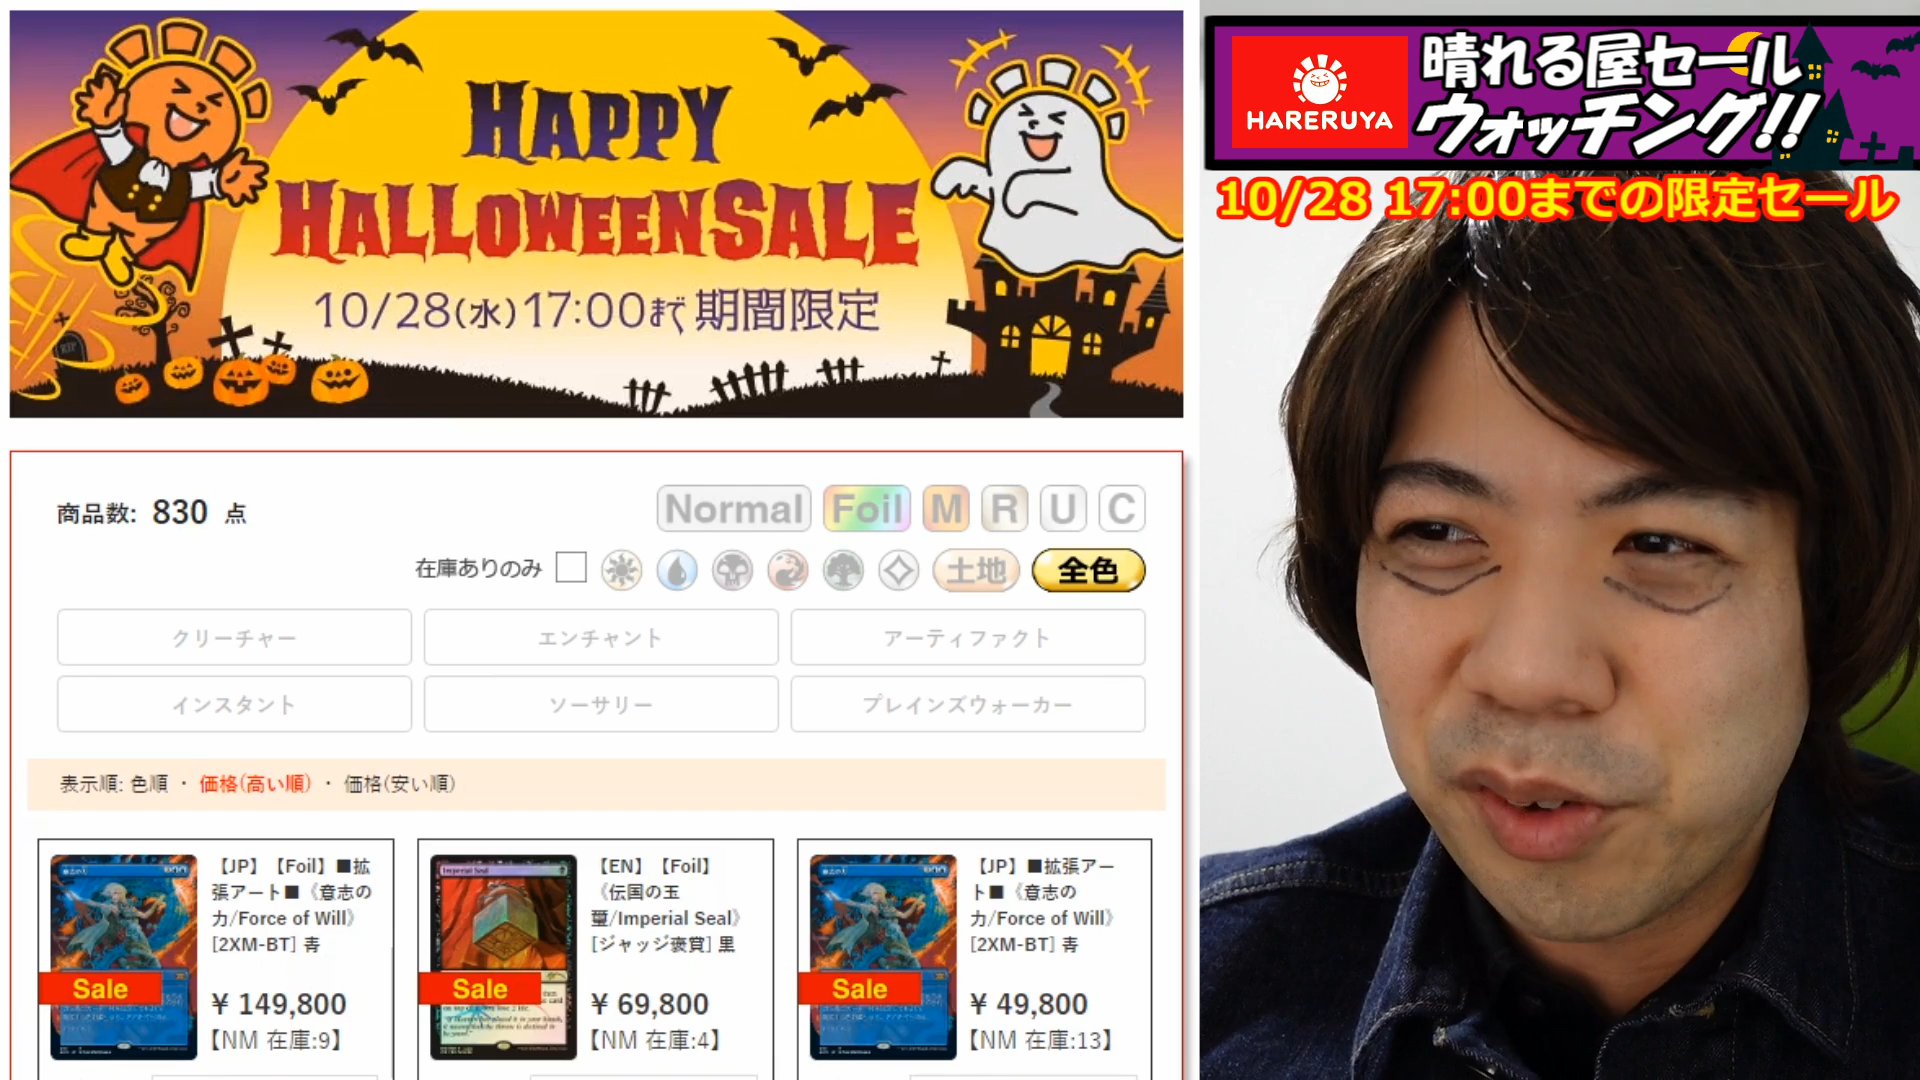 HAPPY
HALLOWEEN SALE
10/28(水)17:00まで 期間限定
RIP
HARERUYA
晴れる屋セール
ウォッチング!!
10/28 17:00までの限定セール
商品数: 830 点
Normal Foil M R U C
在庫ありのみ 土地 全色
クリーチャー エンチャント アーティファクト
インスタント ソーサリー プレインズウォーカー
表示順: 色順 ・ 価格(高い順) ・ 価格(安い順)
【JP】【Foil】■拡
張アート■《意志の
力/Force of Will》
[2XM-BT] 青
¥ 149,800
【NM 在庫:9】
Sale
Imperial Seal
【EN】【Foil】
《伝国の玉
璽/Imperial Seal》
[ジャッジ褒賞] 黒
¥ 69,800
【NM 在庫:4】
Sale
【JP】■拡張アー
ト■《意志の
力/Force of Will》
[2XM-BT] 青
¥ 49,800
【NM 在庫:13】
Sale